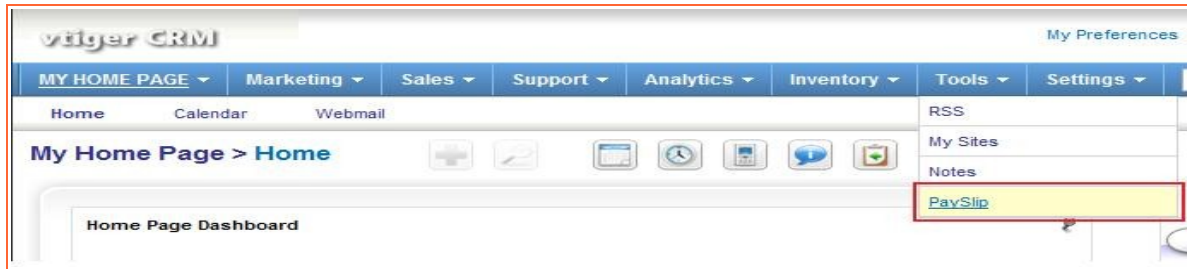 vtiger CRM
My Preferences
MY HOME PAGE Marketing Sales Support Analytics Inventory Tools Settings
Home Calendar Webmail
RSS
My Home Page > Home
My Sites
Notes
PaySlip
Home Page Dashboard